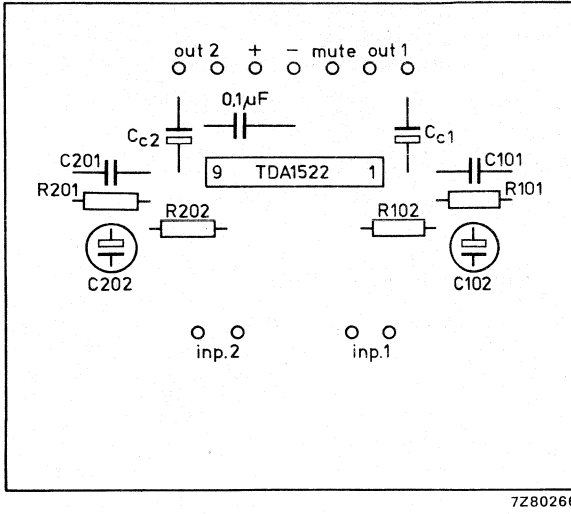 out 2 + − mute out 1
0,1µF
Cc2
Cc1
C201
9 TDA1522 1
C101
R201
R101
R202
R102
C202
C102
inp.2
inp.1
7Z80266